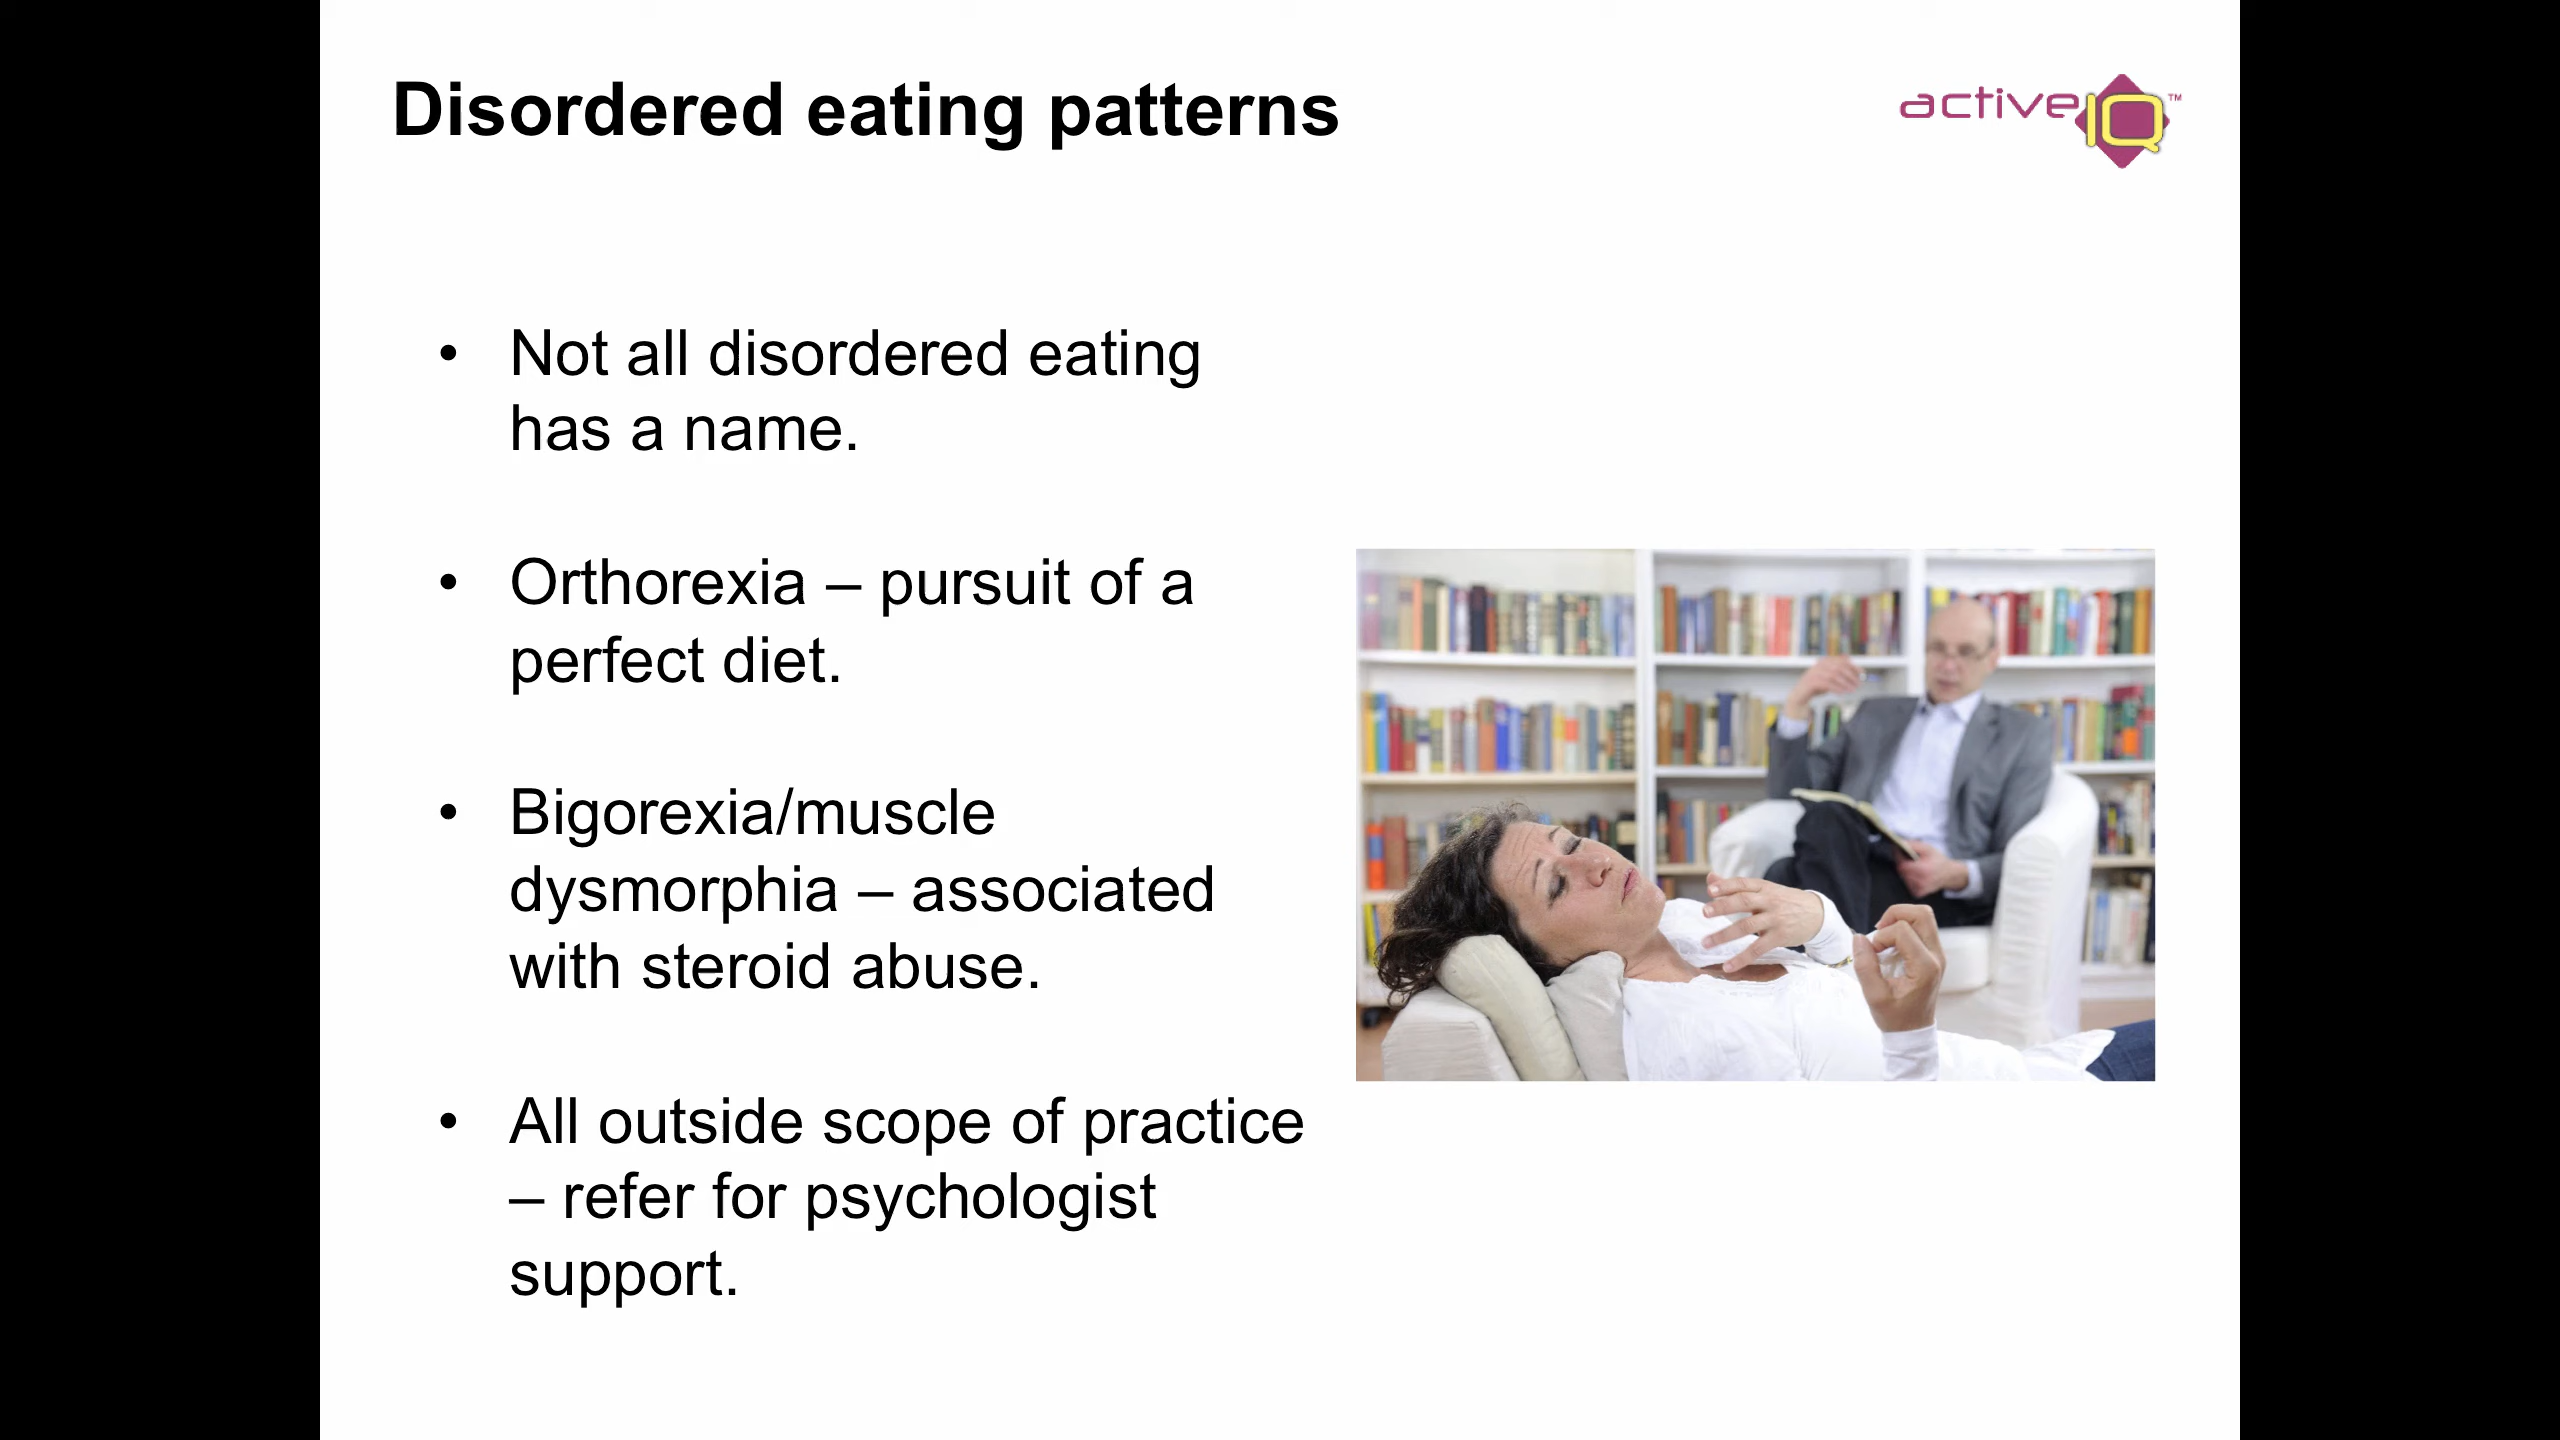 Disordered eating patterns
activeIQ™
• Not all disordered eating
has a name.
• Orthorexia – pursuit of a
perfect diet.
• Bigorexia/muscle
dysmorphia – associated
with steroid abuse.
• All outside scope of practice
– refer for psychologist
support.